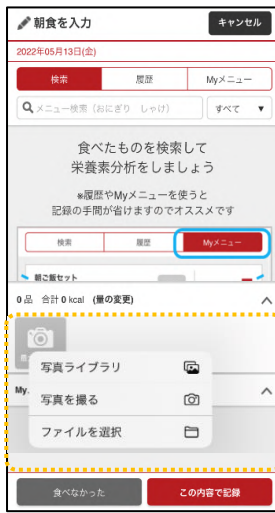 朝食を入力
キャンセル
2022年05月13日(金)
検索
履歴
Myメニュー
メニュー検索（おにぎり しゃけ)
すべて ▼
食べたものを検索して
栄養素分析をしましょう
※履歴やMyメニューを使うと
記録の手間が省けますのでオススメです
検索
履歴
Myメニュー
朝ご飯セット
0 品 合計 0 kcal (量の変更)
写真ライブラリ
My
写真を撮る
ファイルを選択
食べなかった
この内容で記録